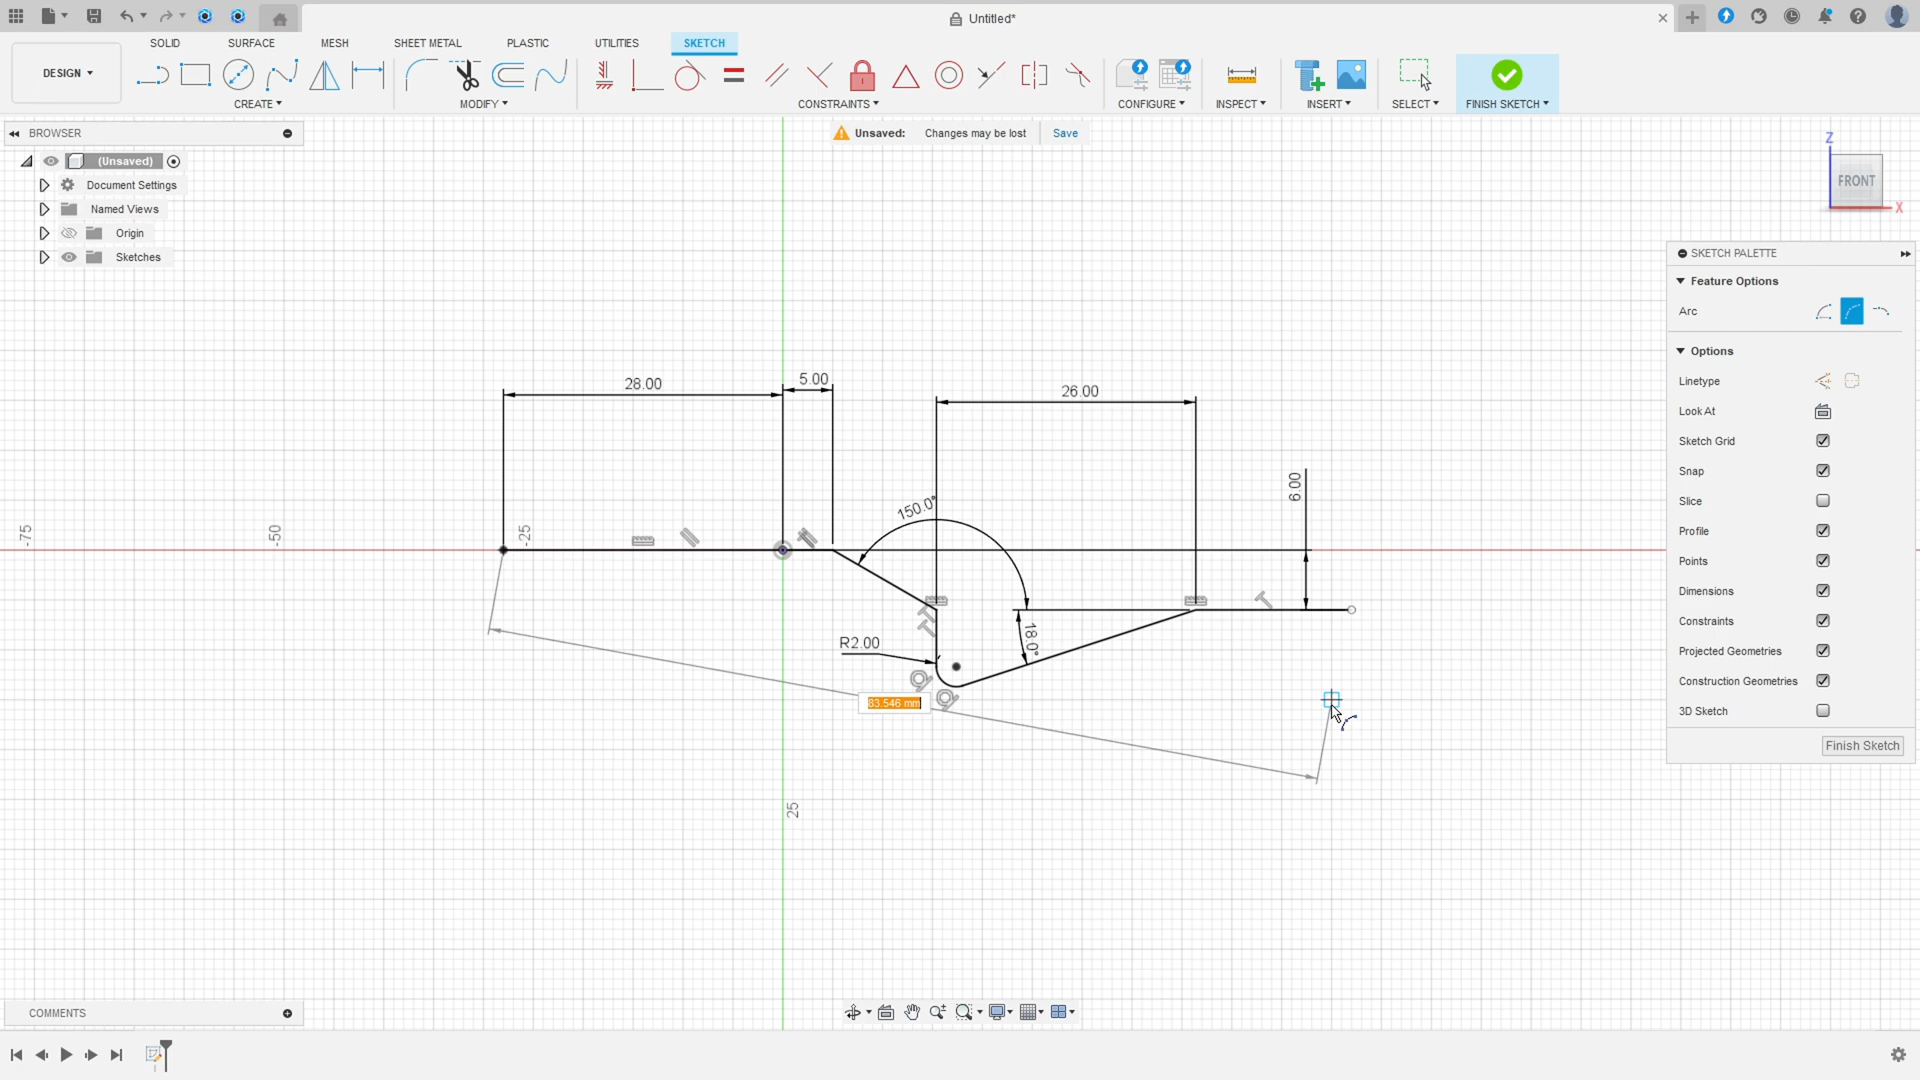 Untitled*
DESIGN
SOLID
SURFACE
MESH
SHEET METAL
PLASTIC
UTILITIES
SKETCH
CREATE
MODIFY
CONSTRAINTS
CONFIGURE
INSPECT
INSERT
SELECT
FINISH SKETCH
BROWSER
Unsaved: Changes may be lost Save
(Unsaved)
Document Settings
Named Views
Origin
Sketches
Z
FRONT
X
SKETCH PALETTE
Feature Options
Arc
Options
Linetype
Look At
Sketch Grid
Snap
Slice
Profile
Points
Dimensions
Constraints
Projected Geometries
Construction Geometries
3D Sketch
Finish Sketch
28.00
5.00
26.00
6.00
150.0°
18.0°
R2.00
83.546 mm
-75
-50
-25
25
COMMENTS